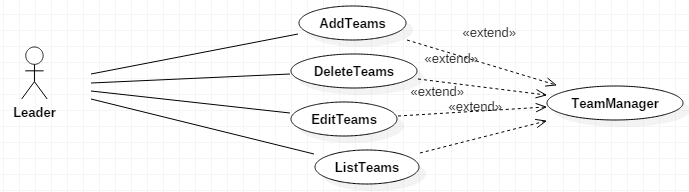 AddTeams
«extend»
«extend»
DeleteTeams
«extend»
«extend»
TeamManager
Leader
EditTeams
ListTeams